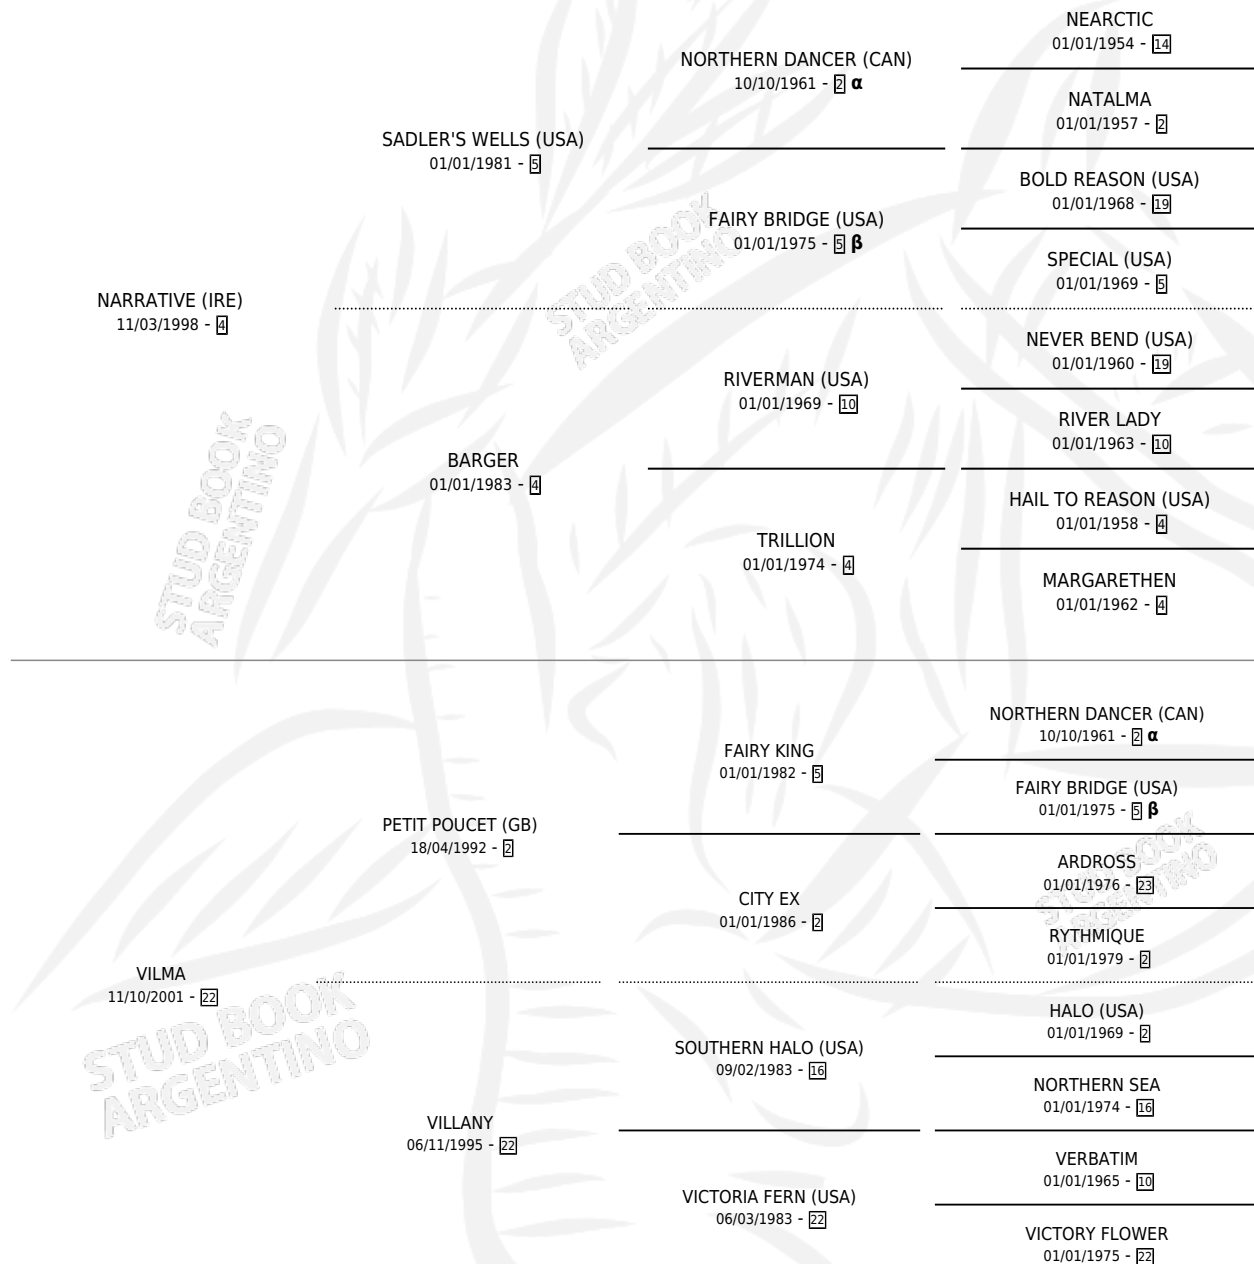 NEARCTIC
01/01/1954 - 14
NORTHERN DANCER (CAN)
10/10/1961 - 2 α
NATALMA
01/01/1957 - 2
SADLER'S WELLS (USA)
01/01/1981 - 5
BOLD REASON (USA)
01/01/1968 - 19
FAIRY BRIDGE (USA)
01/01/1975 - 5 β
SPECIAL (USA)
01/01/1969 - 5
NARRATIVE (IRE)
11/03/1998 - 4
NEVER BEND (USA)
01/01/1960 - 19
RIVERMAN (USA)
01/01/1969 - 10
RIVER LADY
01/01/1963 - 10
BARGER
01/01/1983 - 4
HAIL TO REASON (USA)
01/01/1958 - 4
TRILLION
01/01/1974 - 4
MARGARETHEN
01/01/1962 - 4
NORTHERN DANCER (CAN)
10/10/1961 - 2 α
FAIRY KING
01/01/1982 - 5
FAIRY BRIDGE (USA)
01/01/1975 - 5 β
PETIT POUCET (GB)
18/04/1992 - 2
ARDROSS
01/01/1976 - 23
CITY EX
01/01/1986 - 2
RYTHMIQUE
01/01/1979 - 2
VILMA
11/10/2001 - 22
HALO (USA)
01/01/1969 - 2
SOUTHERN HALO (USA)
09/02/1983 - 16
NORTHERN SEA
01/01/1974 - 16
VILLANY
06/11/1995 - 22
VERBATIM
01/01/1965 - 10
VICTORIA FERN (USA)
06/03/1983 - 22
VICTORY FLOWER
01/01/1975 - 22
STUD BOOK
ARGENTINO
STUD BOOK
ARGENTINO
STUD BOOK
ARGENTINO
STUD BOOK
ARGENTINO